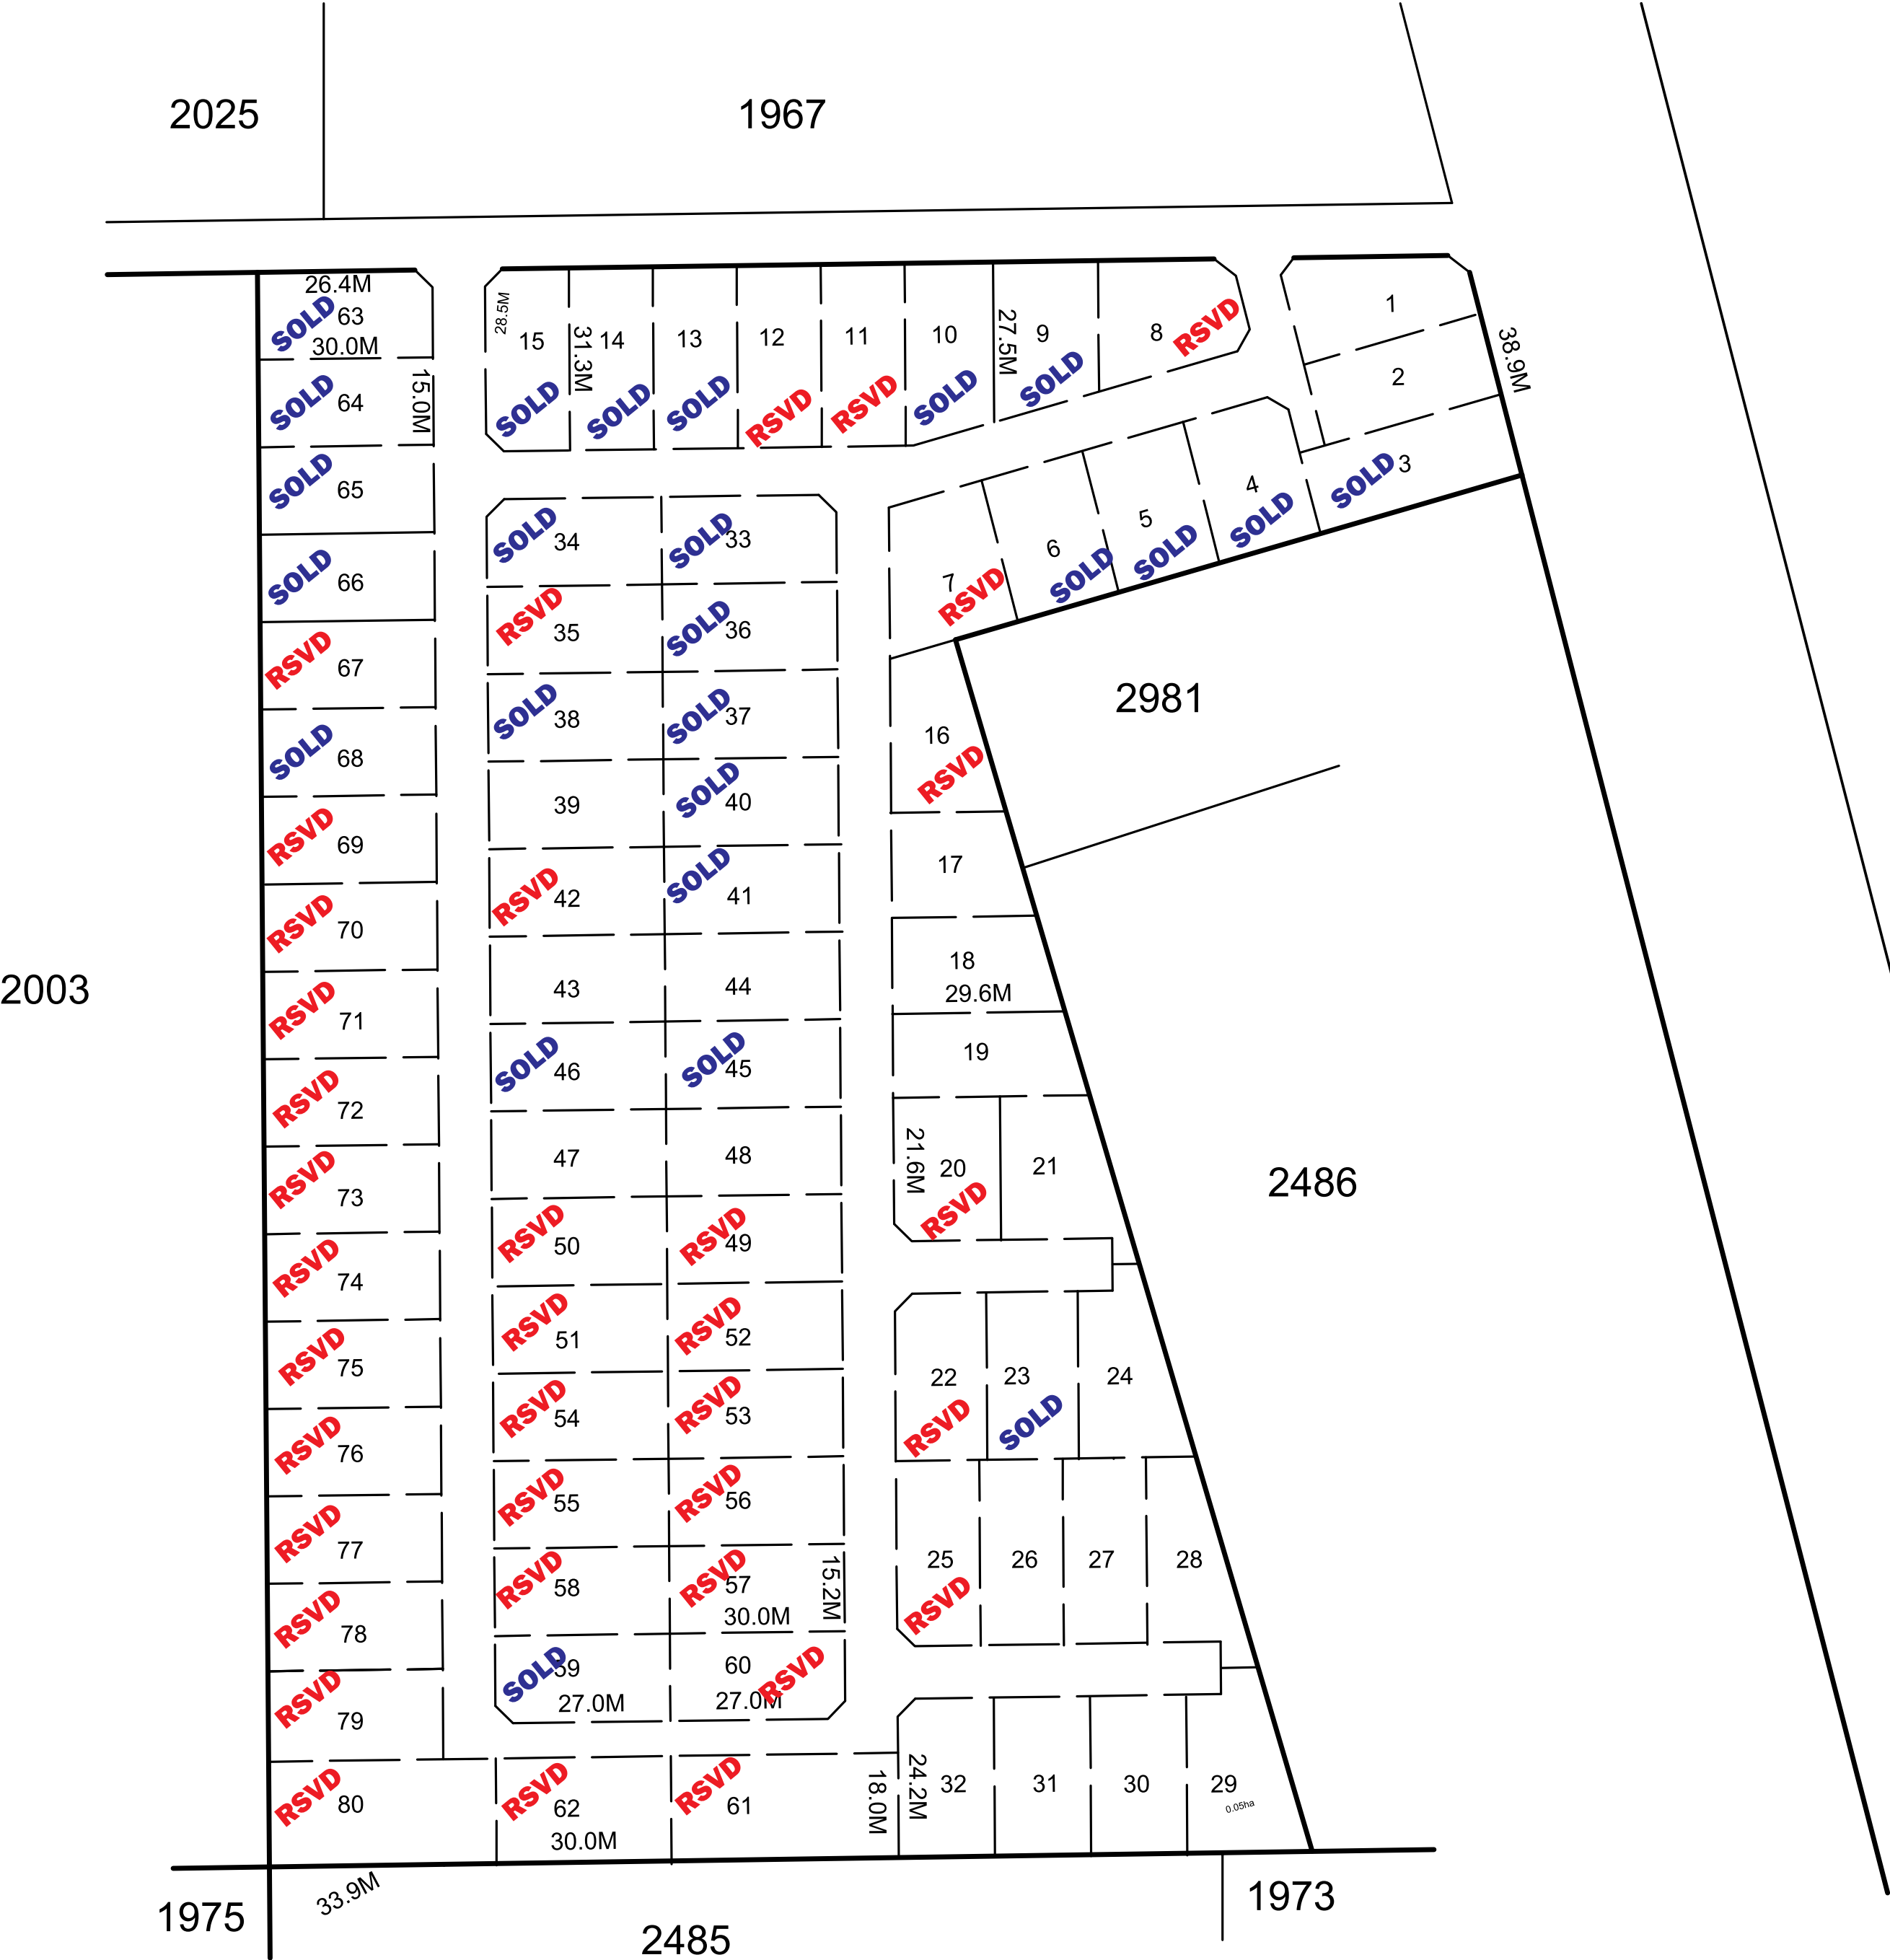 2025
1967
26.4M
SOLD 63
30.0M
SOLD 64
15.0M
SOLD 65
SOLD 66
RSVD 67
SOLD 68
RSVD 69
RSVD 70
RSVD 71
RSVD 72
RSVD 73
RSVD 74
RSVD 75
RSVD 76
RSVD 77
RSVD 78
RSVD 79
RSVD 80
28.5M
15 SOLD
31.3M
14 SOLD
13 SOLD
12 RSVD
11 RSVD
10 SOLD
27.5M
9 SOLD
8 RSVD
1
2
38.9M
SOLD 3
4 SOLD
5 SOLD
6 SOLD
7 RSVD
SOLD 34
SOLD 33
RSVD 35
SOLD 36
SOLD 38
SOLD 37
39
SOLD 40
RSVD 42
SOLD 41
43
44
SOLD 46
SOLD 45
47
48
RSVD 50
RSVD 49
RSVD 51
RSVD 52
RSVD 54
RSVD 53
RSVD 55
RSVD 56
RSVD 58
RSVD 57
30.0M
15.2M
SOLD 59
27.0M
60 RSVD
27.0M
RSVD 62
30.0M
RSVD 61
18.0M
16
RSVD
17
18
29.6M
19
21.6M
20
RSVD
21
22
RSVD
23
SOLD
24
25
RSVD
26
27
28
24.2M
32
31
30
29
0.05ha
2981
2486
2003
1975
33.9M
2485
1973